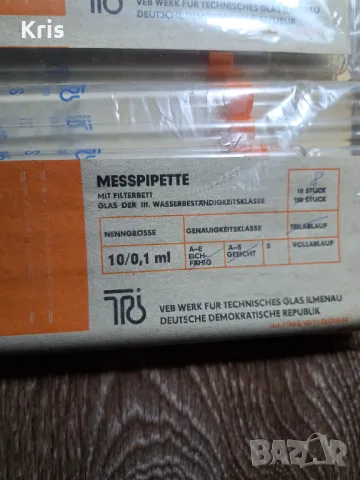 Kris
VEB WERK FÜR TECHNISCHES GLAS ILMENAU
DEUTSCHE DEMOKRATISCHE REPUBLIK
MESSPIPETTE
MIT FILTERBETT
GLAS DER III. WASSERBESTÄNDIGKEITSKLASSE
8
10 STÜCK
100 STÜCK
NENNGRÖSSE
GENAUIGKEITSKLASSE
TEILABLAUF
10/0,1 ml
A–E
EICH-
FÄHIG
A–S
GEEICHT
S
VOLLABLAUF
VEB WERK FÜR TECHNISCHES GLAS ILMENAU
DEUTSCHE DEMOKRATISCHE REPUBLIK
BAZAR